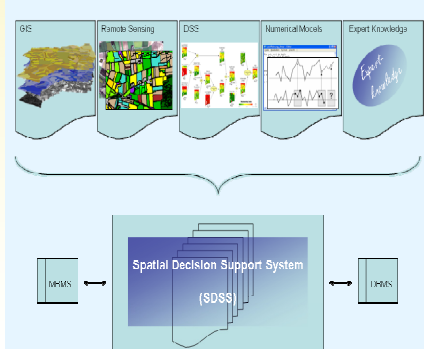 GIS
Remote Sensing
DSS
Numerical Models
Expert Knowledge
Expert-
knowledge
Spatial Decision Support System
(SDSS)
MBMS
DBMS